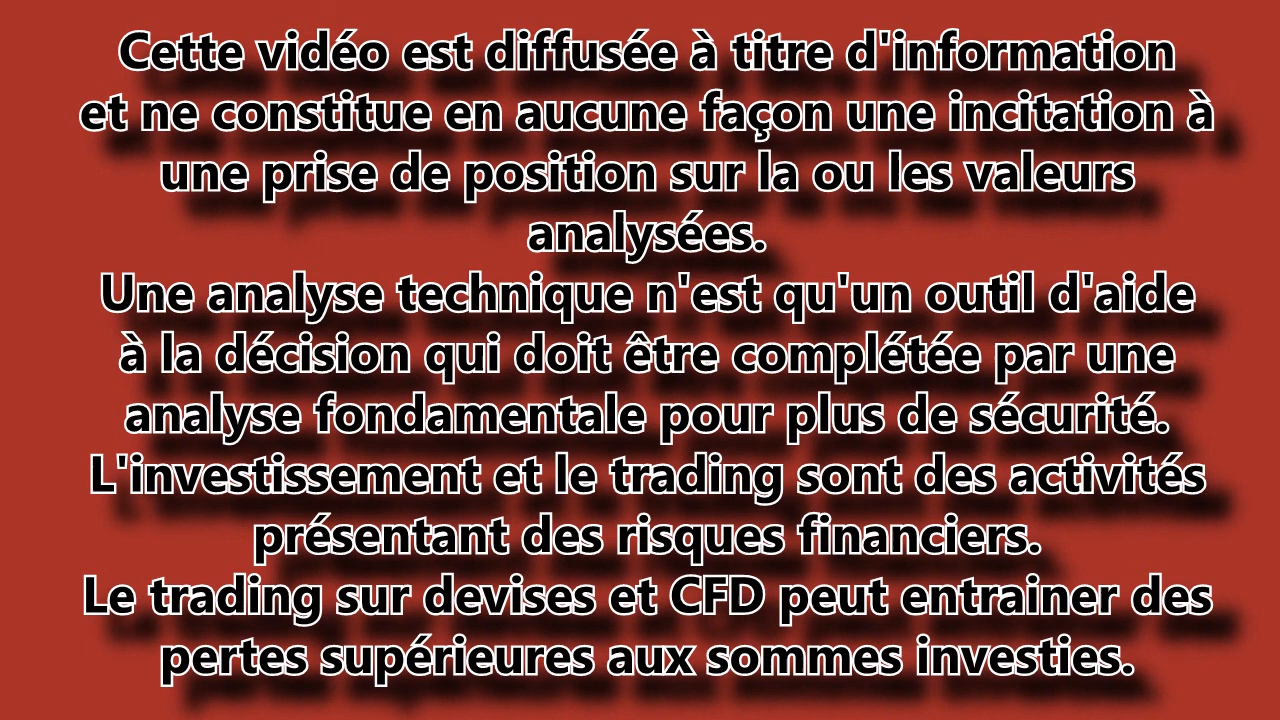 Cette vidéo est diffusée à titre d'information
et ne constitue en aucune façon une incitation à
une prise de position sur la ou les valeurs
analysées.
Une analyse technique n'est qu'un outil d'aide
à la décision qui doit être complétée par une
analyse fondamentale pour plus de sécurité.
L'investissement et le trading sont des activités
présentant des risques financiers.
Le trading sur devises et CFD peut entrainer des
pertes supérieures aux sommes investies.